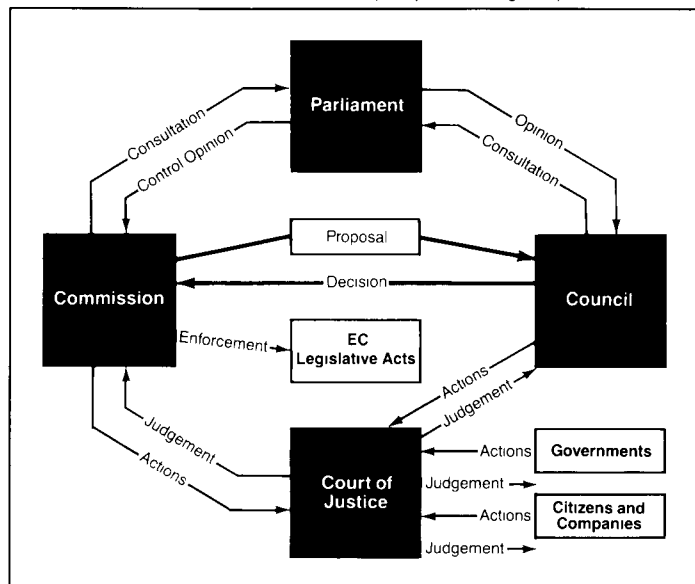 Parliament
Consultation
Control Opinion
Opinion
Consultation
Proposal
Commission
Decision
Council
Enforcement
EC
Legislative Acts
Actions
Judgement
Judgement
Actions
Court of
Justice
Actions
Governments
Judgement
Actions
Citizens and
Companies
Judgement